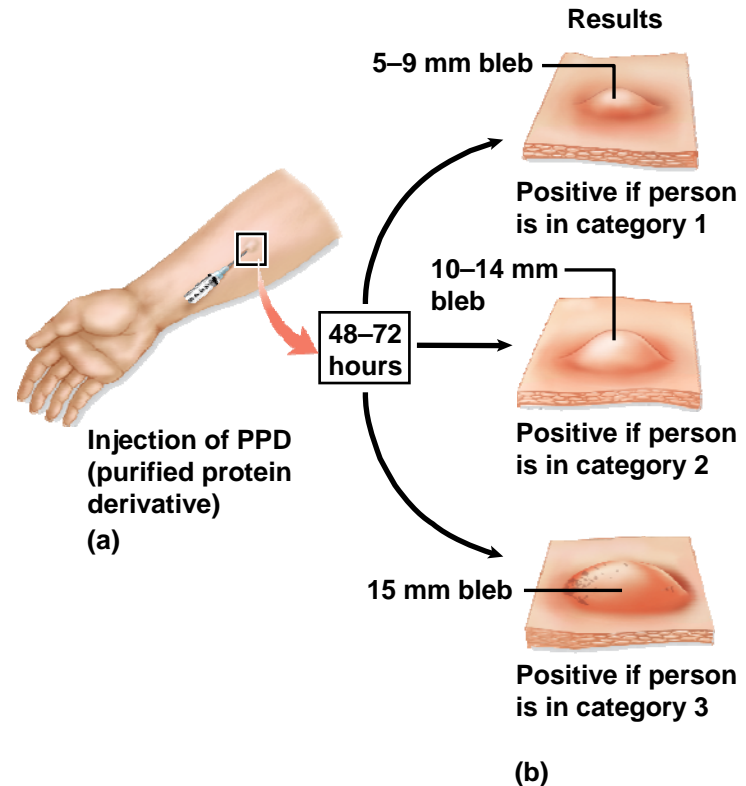 Results
5–9 mm bleb
Positive if person
is in category 1
10–14 mm
bleb
48–72
hours
Positive if person
is in category 2
Injection of PPD
(purified protein
derivative)
(a)
15 mm bleb
Positive if person
is in category 3
(b)